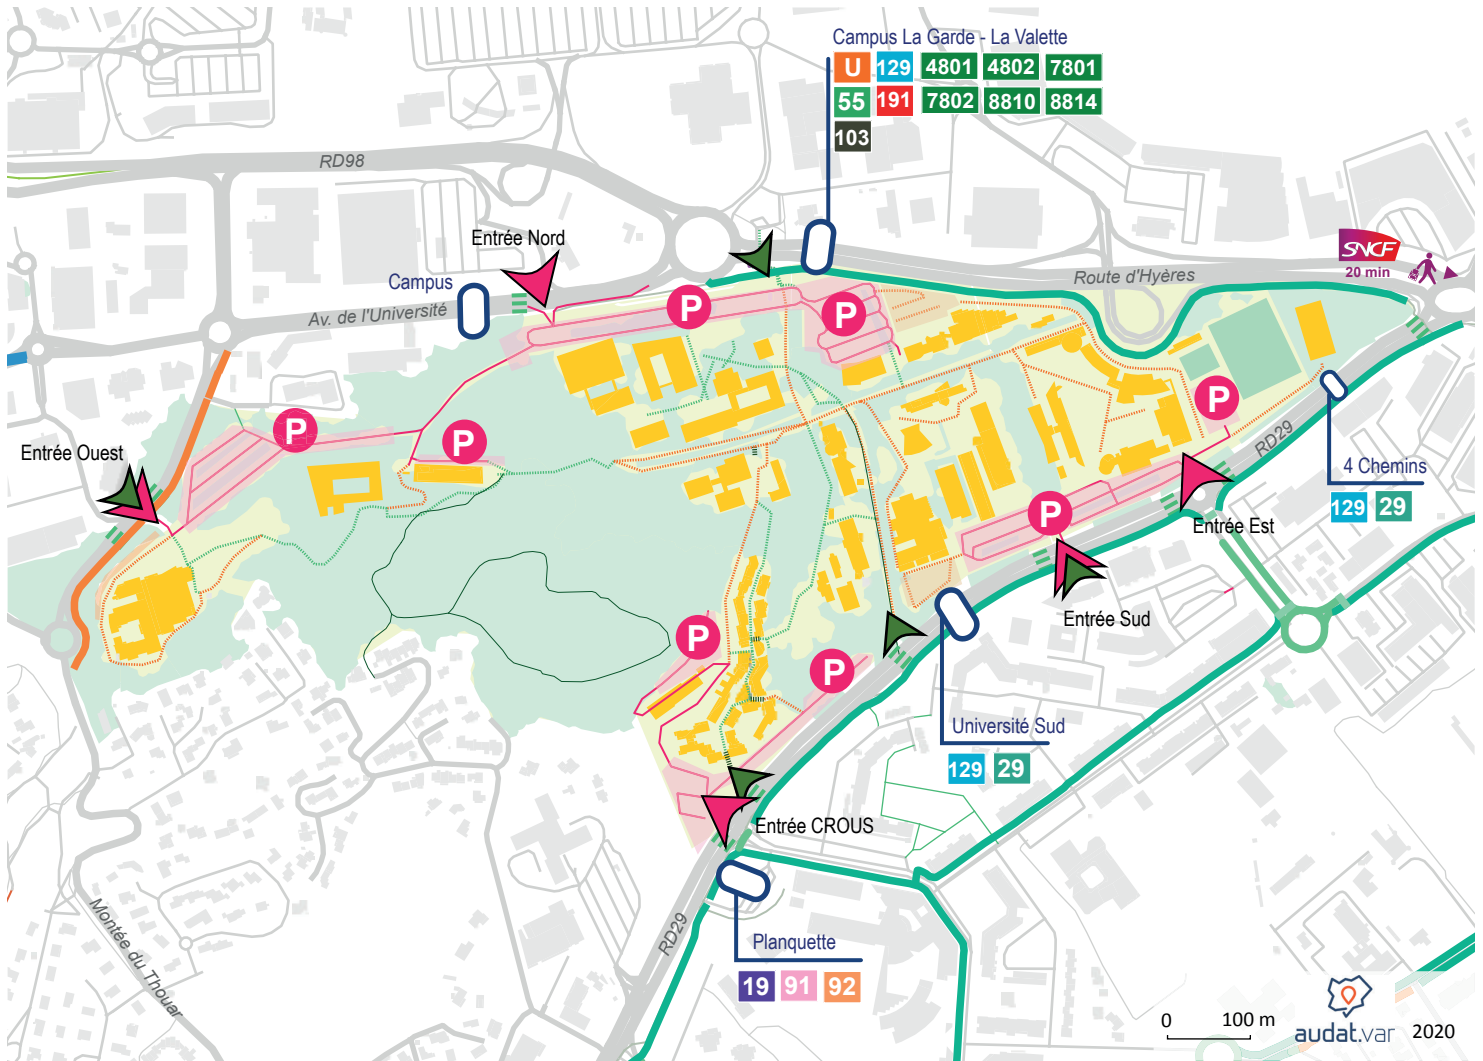 Campus La Garde - La Valette
U 129 4801 4802 7801
55 191 7802 8810 8814
103
RD98
Entrée Nord
SNCF
20 min
Campus
Route d'Hyères
Av. de l'Université
P
P
P
P
P
Entrée Ouest
4 Chemins
129 29
RD29
P
Entrée Est
Entrée Sud
P
P
Université Sud
129 29
Entrée CROUS
Planquette
19 91 92
RD29
Montée du Thouar
0 100 m
audat.var 2020